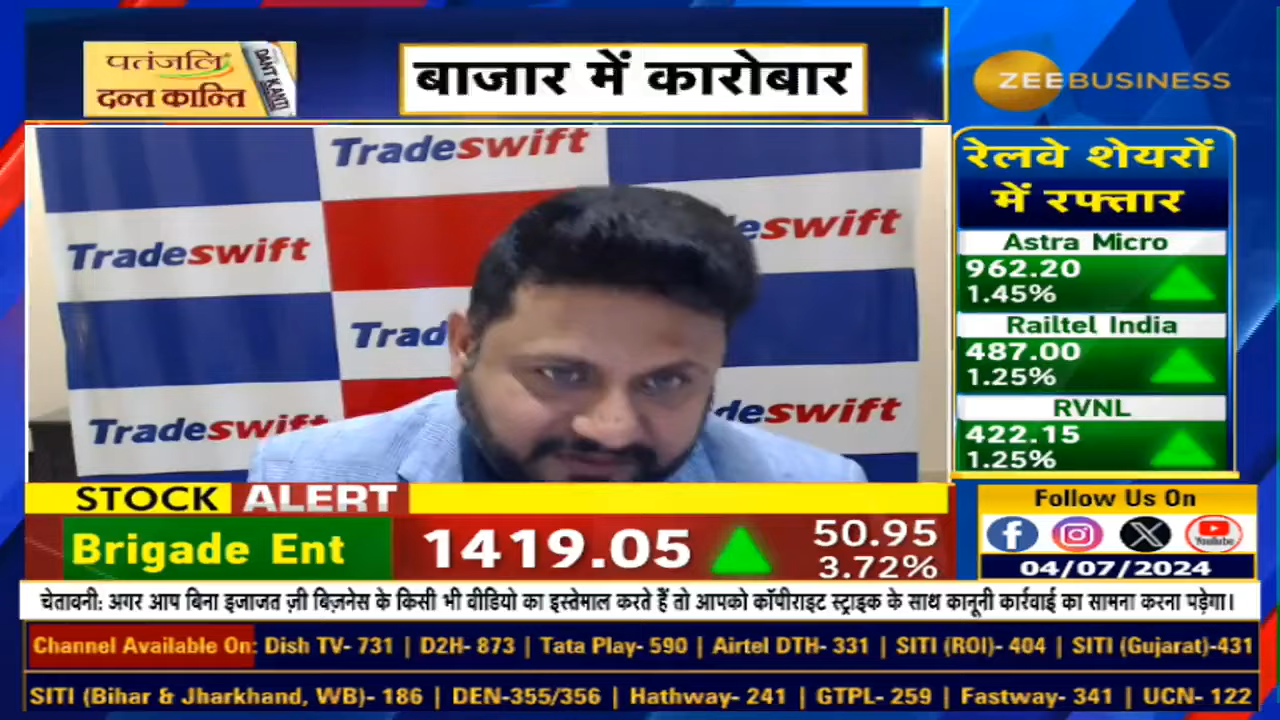 पतंजलि
दन्त कान्ति
DANT KANTI
बाजार में कारोबार
ZEEBUSINESS
Tradeswift
Tradeswift
eswift
Trad
Tradeswift
deswift
रेलवे शेयरों
में रफ्तार
Astra Micro
962.20
1.45%
Railtel India
487.00
1.25%
RVNL
422.15
1.25%
STOCK ALERT
Brigade Ent 1419.05 50.95
3.72%
Follow Us On
YouTube
04/07/2024
चेतावनी: अगर आप बिना इजाजत ज़ी बिज़नेस के किसी भी वीडियो का इस्तेमाल करते हैं तो आपको कॉपीराइट स्ट्राइक के साथ कानूनी कार्रवाई का सामना करना पड़ेगा।
Channel Available On: Dish TV- 731 | D2H- 873 | Tata Play- 590 | Airtel DTH- 331 | SITI (ROI)- 404 | SITI (Gujarat)-431
SITI (Bihar & Jharkhand, WB)- 186 | DEN-355/356 | Hathway- 241 | GTPL- 259 | Fastway- 341 | UCN- 122